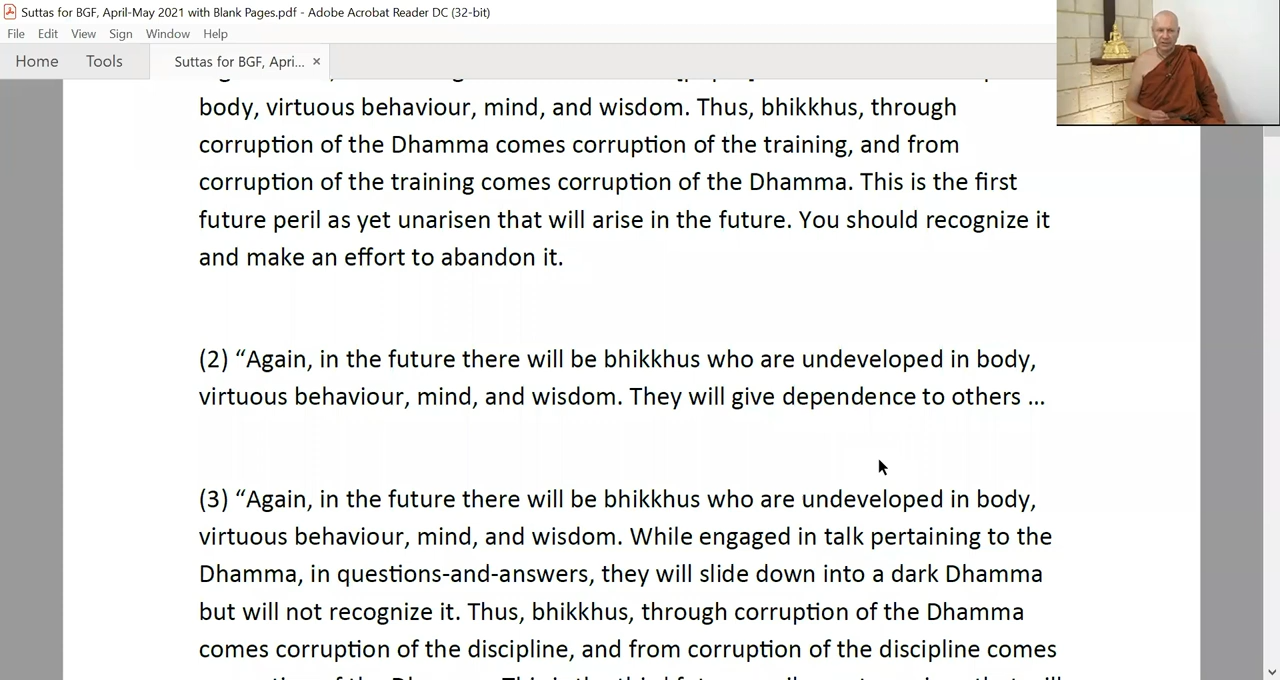 Suttas for BGF, April-May 2021 with Blank Pages.pdf - Adobe Acrobat Reader DC (32-bit)
File Edit View Sign Window Help
Home Tools Suttas for BGF, Apri... ×
body, virtuous behaviour, mind, and wisdom. Thus, bhikkhus, through
corruption of the Dhamma comes corruption of the training, and from
corruption of the training comes corruption of the Dhamma. This is the first
future peril as yet unarisen that will arise in the future. You should recognize it
and make an effort to abandon it.
(2) “Again, in the future there will be bhikkhus who are undeveloped in body,
virtuous behaviour, mind, and wisdom. They will give dependence to others ...
(3) “Again, in the future there will be bhikkhus who are undeveloped in body,
virtuous behaviour, mind, and wisdom. While engaged in talk pertaining to the
Dhamma, in questions-and-answers, they will slide down into a dark Dhamma
but will not recognize it. Thus, bhikkhus, through corruption of the Dhamma
comes corruption of the discipline, and from corruption of the discipline comes